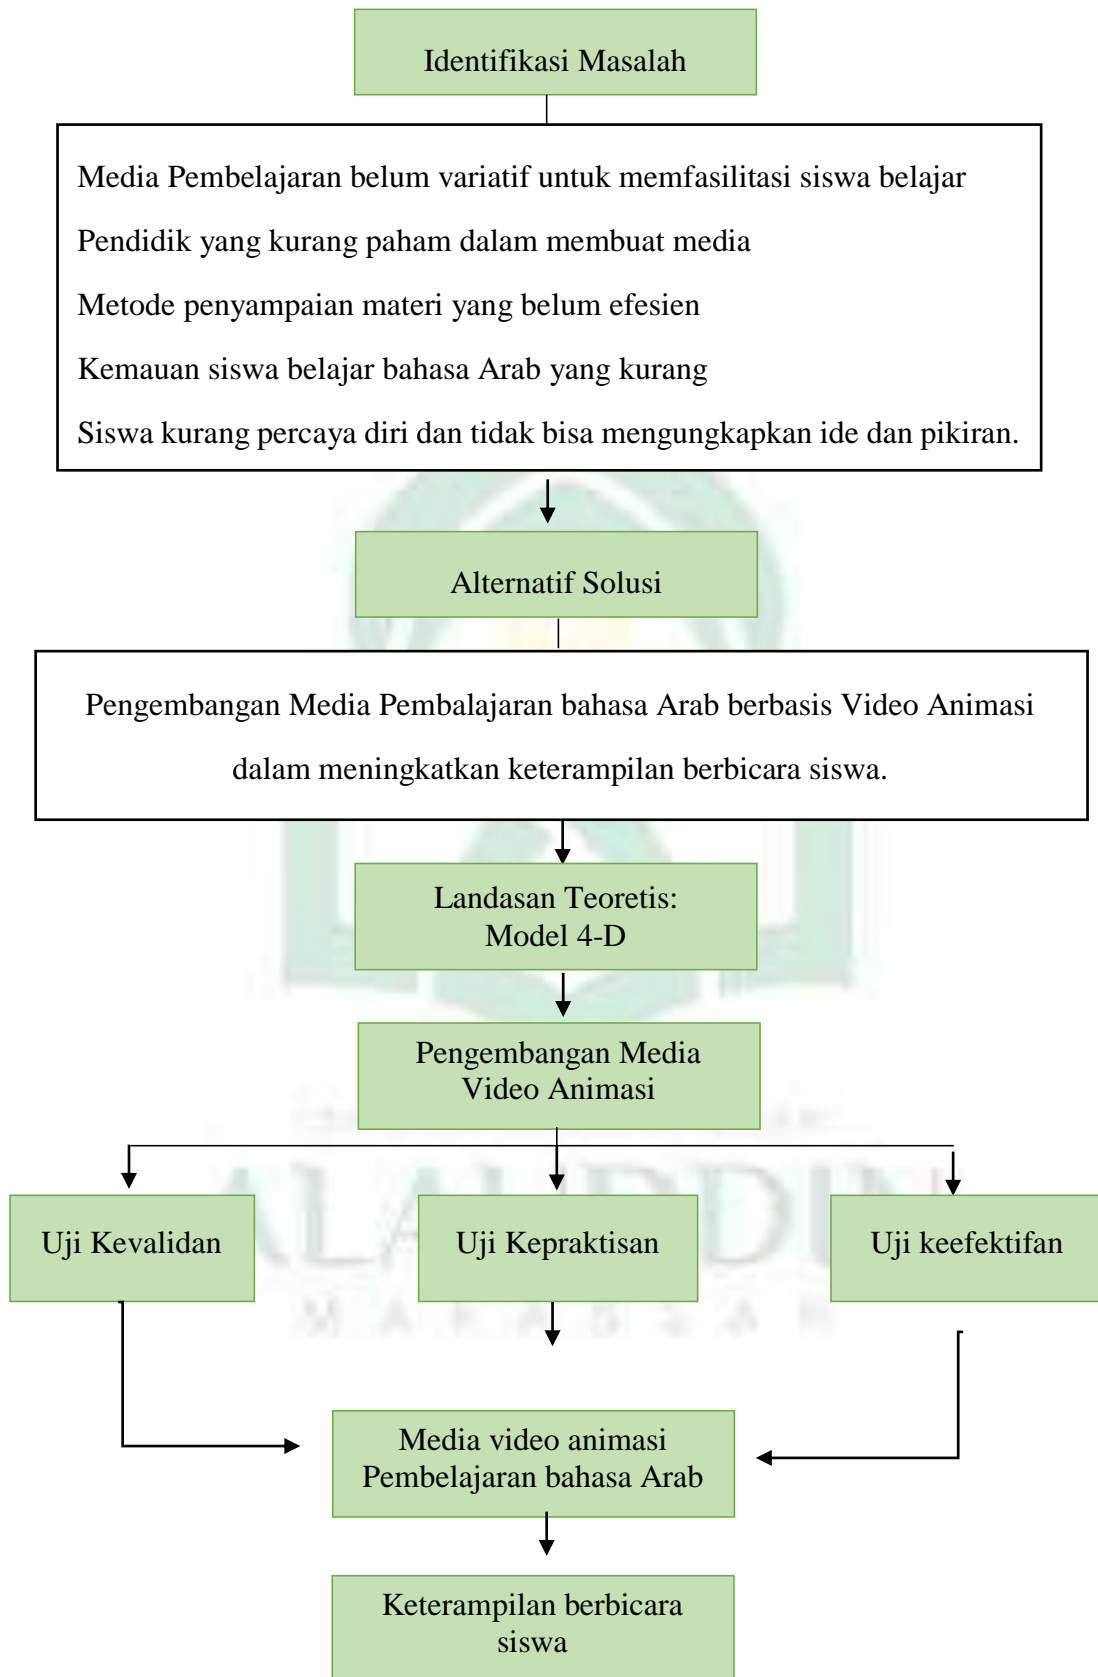 Identifikasi Masalah
Media Pembelajaran belum variatif untuk memfasilitasi siswa belajar
Pendidik yang kurang paham dalam membuat media
Metode penyampaian materi yang belum efesien
Kemauan siswa belajar bahasa Arab yang kurang
Siswa kurang percaya diri dan tidak bisa mengungkapkan ide dan pikiran.
Alternatif Solusi
Pengembangan Media Pembalajaran bahasa Arab berbasis Video Animasi
dalam meningkatkan keterampilan berbicara siswa.
Landasan Teoretis:
Model 4-D
Pengembangan Media
Video Animasi
Uji Kevalidan
Uji Kepraktisan
Uji keefektifan
ALAUDDIN
MAKASSAR
Media video animasi
Pembelajaran bahasa Arab
Keterampilan berbicara
siswa